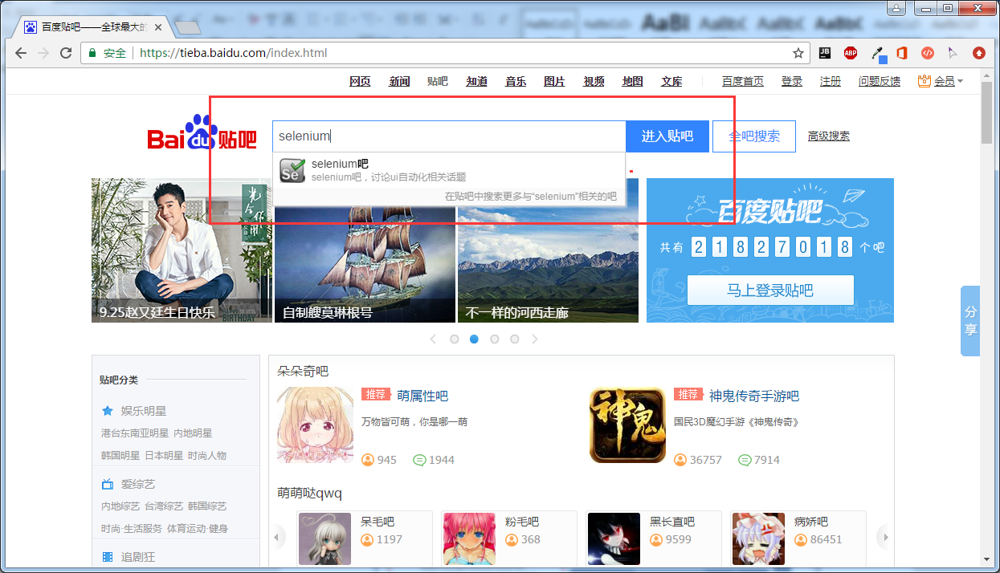 百度贴吧——全球最大的
安全 https://tieba.baidu.com/index.html
JB ABP
网页 新闻 贴吧 知道 音乐 图片 视频 地图 文库 百度首页 登录 注册 问题反馈 会员
Bai du 贴吧 selenium 进入贴吧 全吧搜索 高级搜索
Se selenium吧
selenium吧，讨论ui自动化相关话题
在贴吧中搜索更多与“selenium”相关的吧
百度贴吧
共有 21827018 个吧
马上登录贴吧
9.25赵又廷生日快乐 自制艘莫琳根号 不一样的河西走廊
BIRTHDAY
分享
贴吧分类
娱乐明星
港台东南亚明星 内地明星
韩国明星 日本明星 时尚人物
爱综艺
内地综艺 台湾综艺 韩国综艺
时尚·生活服务 体育运动·健身
追剧狂
朵朵奇吧
推荐 萌属性吧
万物皆可萌，你是哪一萌
945 1944
神鬼
推荐 神鬼传奇手游吧
国民3D魔幻手游《神鬼传奇》
36757 7914
萌萌哒qwq
呆毛吧 粉毛吧 黑长直吧 病娇吧
1197 368 9599 86451